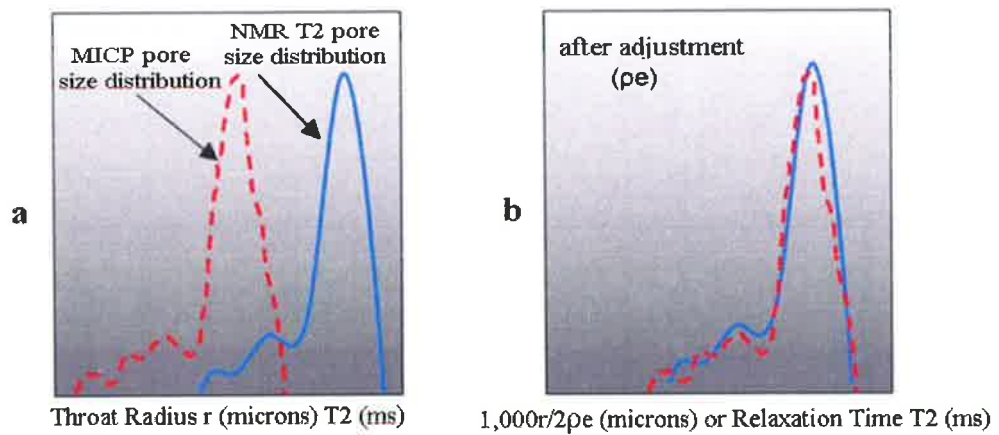 NMR T2 pore
size distribution
MICP pore
size distribution
a
Throat Radius r (microns) T2 (ms)
after adjustment
(ρe)
b
1,000r/2ρe (microns) or Relaxation Time T2 (ms)